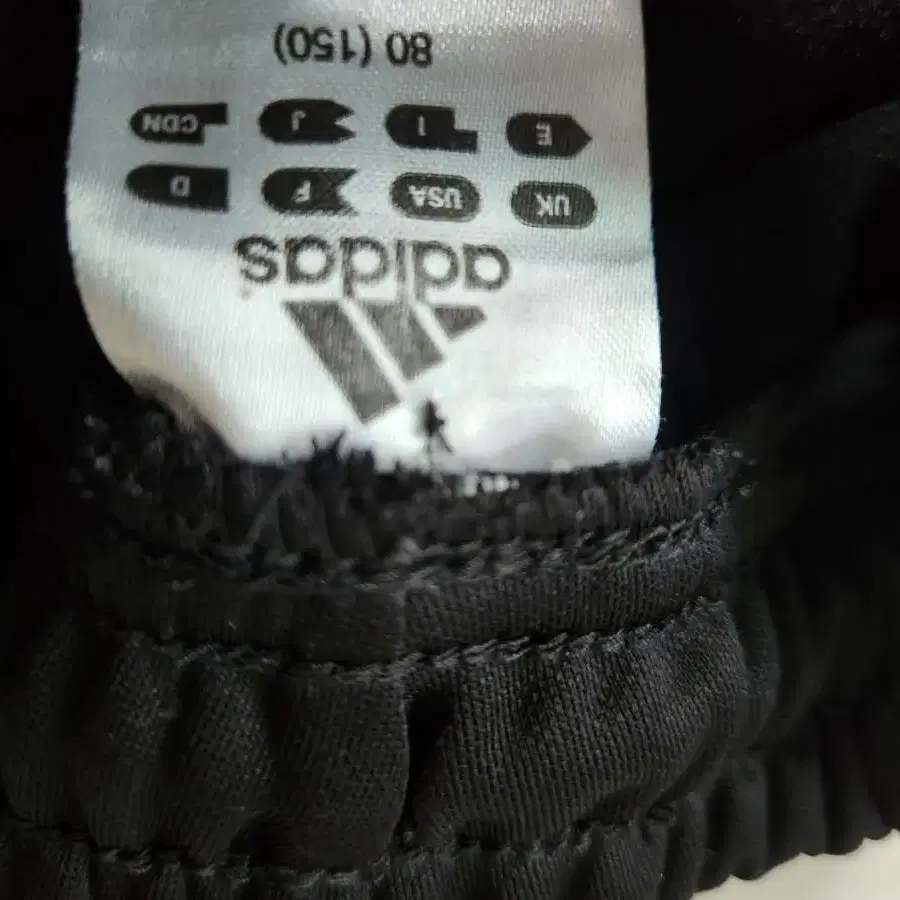 adidas
UK USA F D
E I J CDN
80 (150)